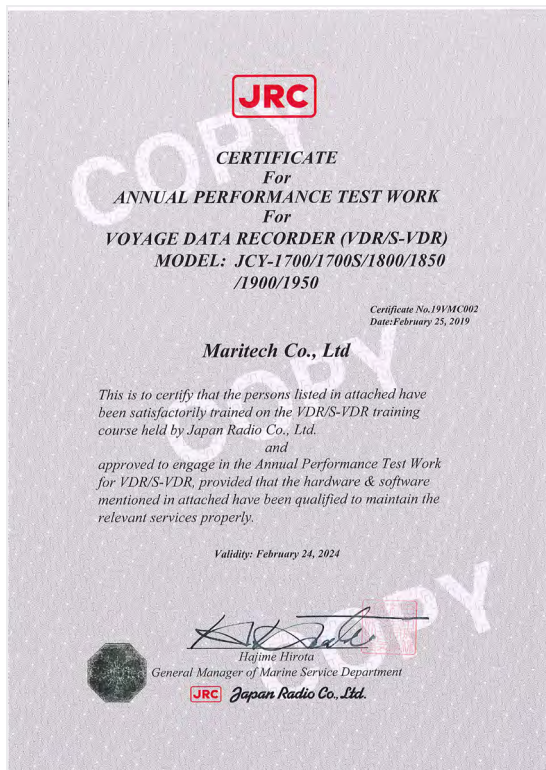 JRC
COPY
CERTIFICATE
For
ANNUAL PERFORMANCE TEST WORK
For
VOYAGE DATA RECORDER (VDR/S-VDR)
MODEL: JCY-1700/1700S/1800/1850
/1900/1950
Certificate No.19VMC002
Date:February 25, 2019
Maritech Co., Ltd
COPY
This is to certify that the persons listed in attached have
been satisfactorily trained on the VDR/S-VDR training
course held by Japan Radio Co., Ltd.
and
approved to engage in the Annual Performance Test Work
for VDR/S-VDR, provided that the hardware & software
mentioned in attached have been qualified to maintain the
relevant services properly.
Validity: February 24, 2024
COPY
Hajime Hirota
General Manager of Marine Service Department
JRC Japan Radio Co., Ltd.